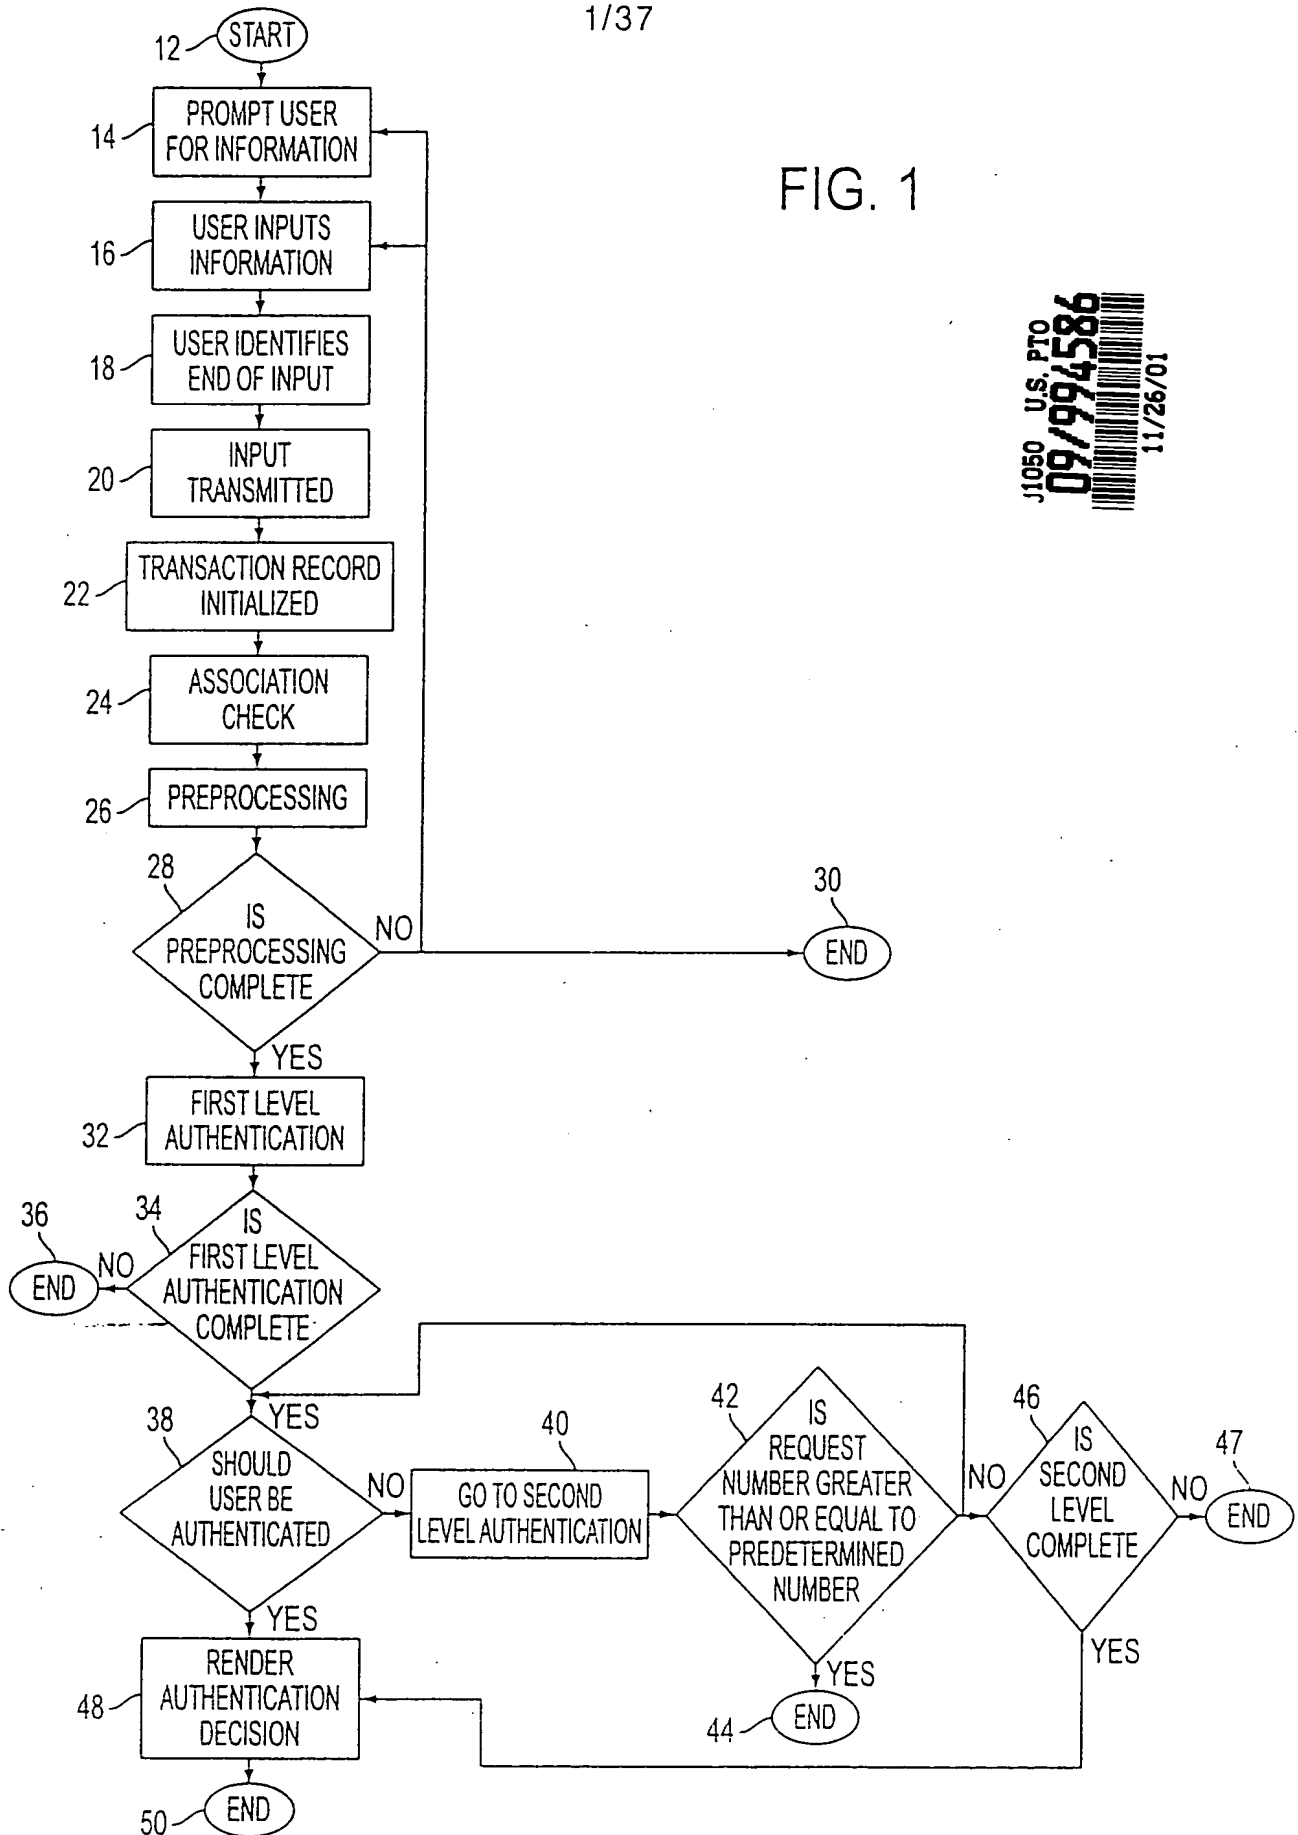 1/37
12
START
14
PROMPT USER
FOR INFORMATION
FIG. 1
16
USER INPUTS
INFORMATION
J1050 U.S. PTO
09/994586
11/26/01
18
USER IDENTIFIES
END OF INPUT
20
INPUT
TRANSMITTED
22
TRANSACTION RECORD
INITIALIZED
24
ASSOCIATION
CHECK
26
PREPROCESSING
28
IS
PREPROCESSING
COMPLETE
NO
30
END
YES
32
FIRST LEVEL
AUTHENTICATION
34
IS
FIRST LEVEL
AUTHENTICATION
COMPLETE
NO
36
END
YES
38
SHOULD
USER BE
AUTHENTICATED
NO
40
GO TO SECOND
LEVEL AUTHENTICATION
42
IS
REQUEST
NUMBER GREATER
THAN OR EQUAL TO
PREDETERMINED
NUMBER
NO
46
IS
SECOND
LEVEL
COMPLETE
NO
47
END
YES
YES
44
END
YES
48
RENDER
AUTHENTICATION
DECISION
50
END